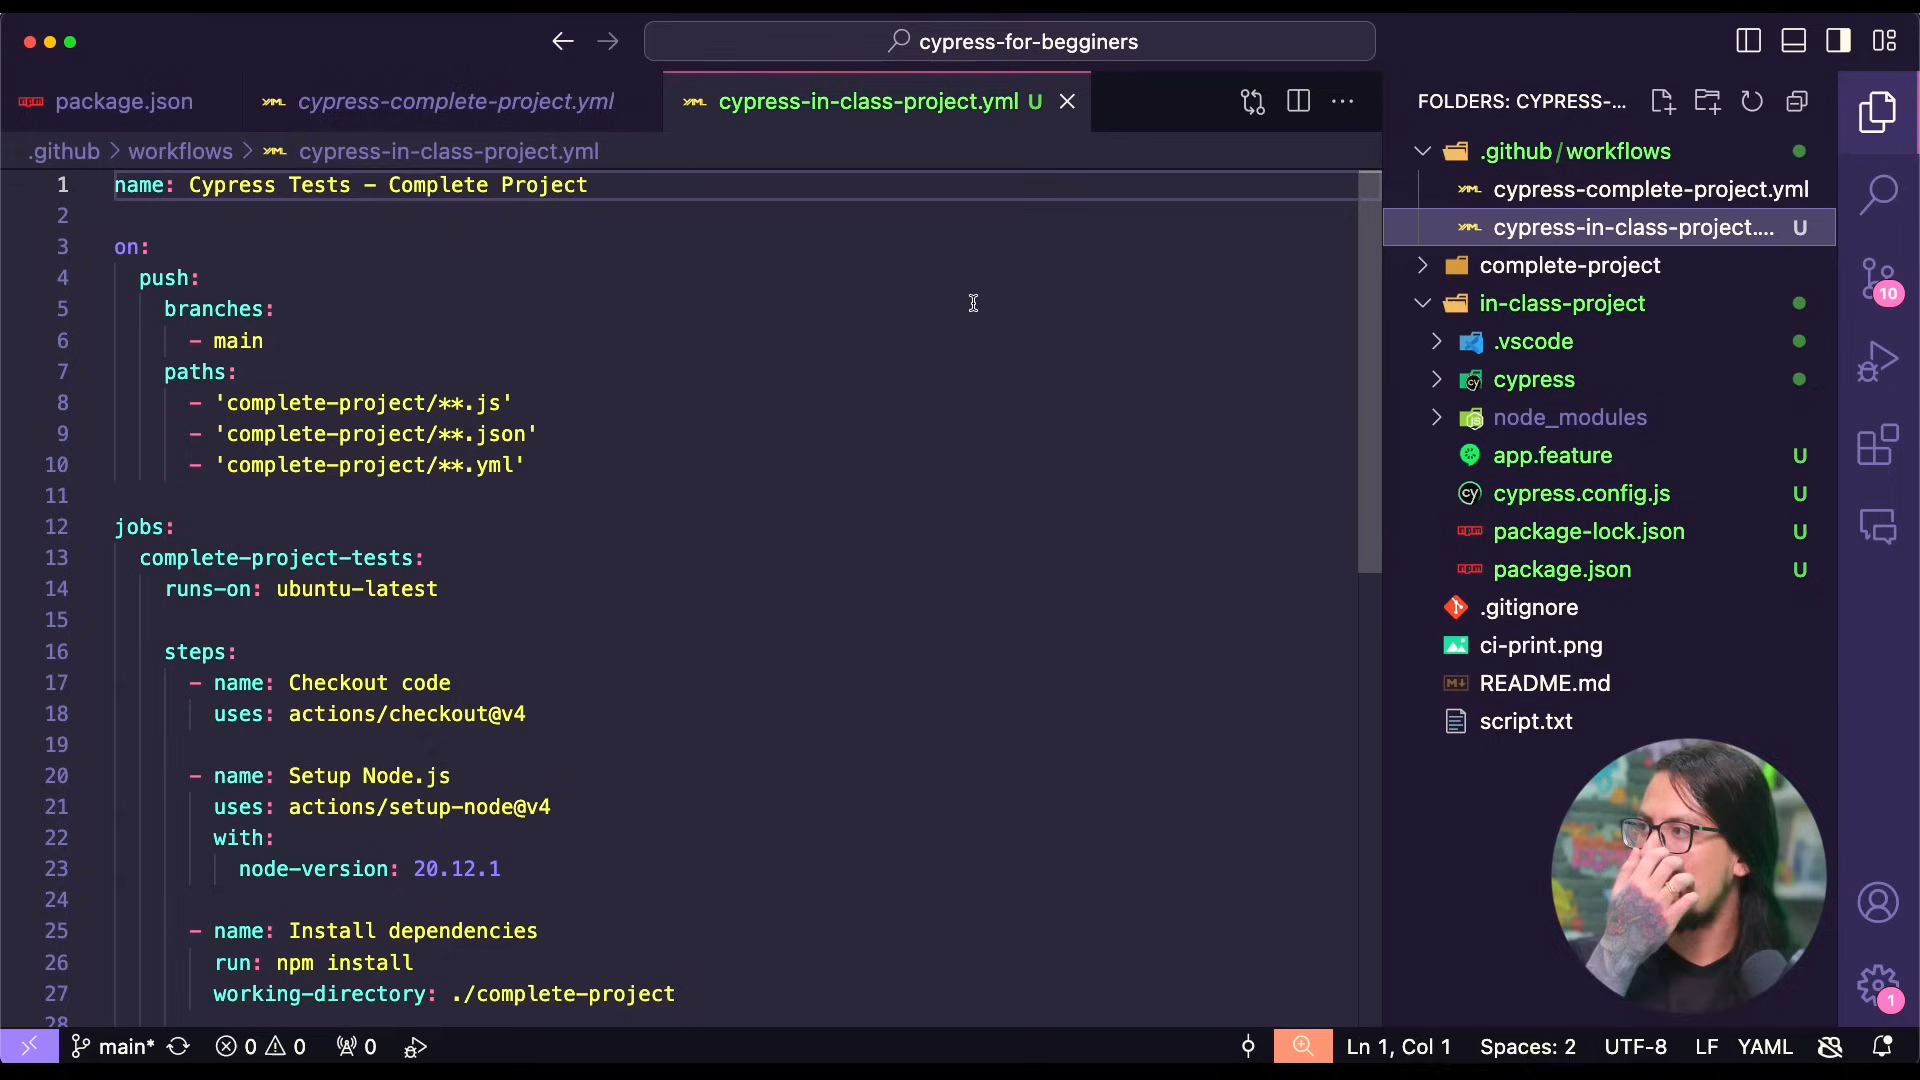 cypress-for-begginers
package.json
cypress-complete-project.yml
cypress-in-class-project.yml U
.github > workflows > cypress-in-class-project.yml
1 name: Cypress Tests - Complete Project
2
3 on:
4 push:
5 branches:
6 - main
7 paths:
8 - 'complete-project/**.js'
9 - 'complete-project/**.json'
10 - 'complete-project/**.yml'
11
12 jobs:
13 complete-project-tests:
14 runs-on: ubuntu-latest
15
16 steps:
17 - name: Checkout code
18 uses: actions/checkout@v4
19
20 - name: Setup Node.js
21 uses: actions/setup-node@v4
22 with:
23 node-version: 20.12.1
24
25 - name: Install dependencies
26 run: npm install
27 working-directory: ./complete-project
28
FOLDERS: CYPRESS-...
.github/workflows
cypress-complete-project.yml
cypress-in-class-project.... U
complete-project
in-class-project
.vscode
cypress
node_modules
app.feature U
cypress.config.js U
package-lock.json U
package.json U
.gitignore
ci-print.png
README.md
script.txt
10
1
main* 0 0 0
Ln 1, Col 1 Spaces: 2 UTF-8 LF YAML